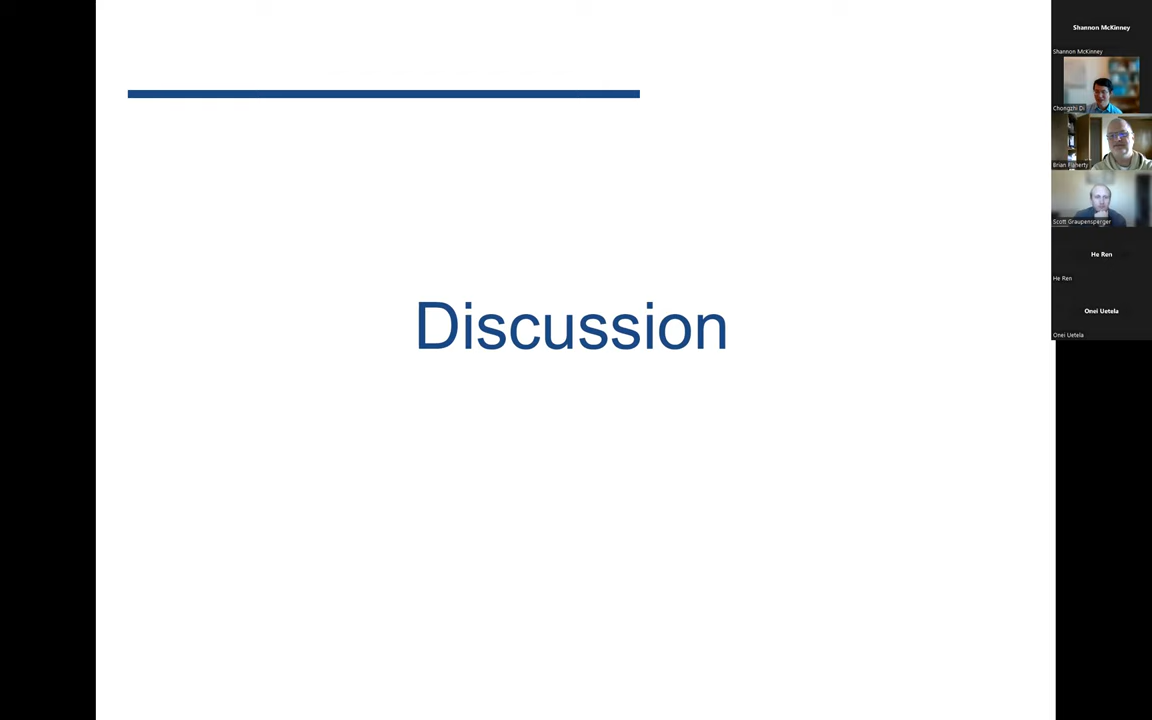 Discussion
Shannon McKinney
Shannon McKinney
Chongzhi Di
Brian Flaherty
Scott Graupensperger
He Ren
He Ren
Onei Uetela
Onei Uetela